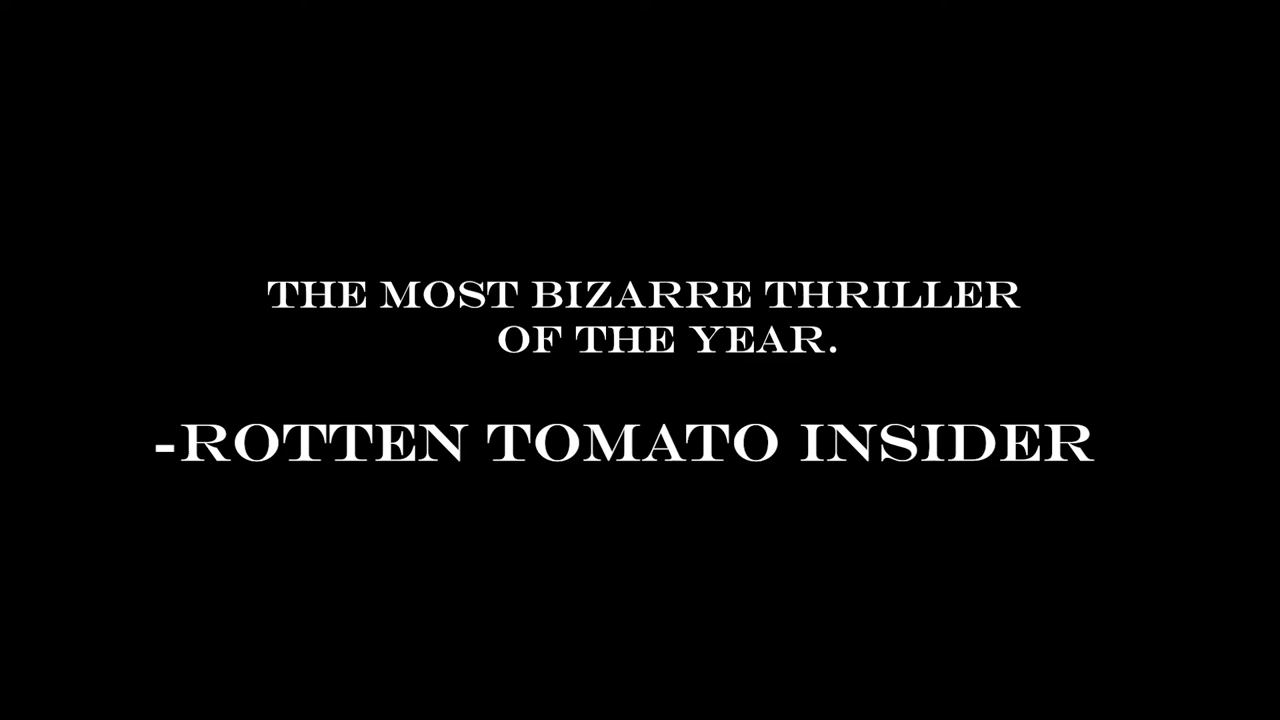 THE MOST BIZARRE THRILLER
OF THE YEAR.
-ROTTEN TOMATO INSIDER